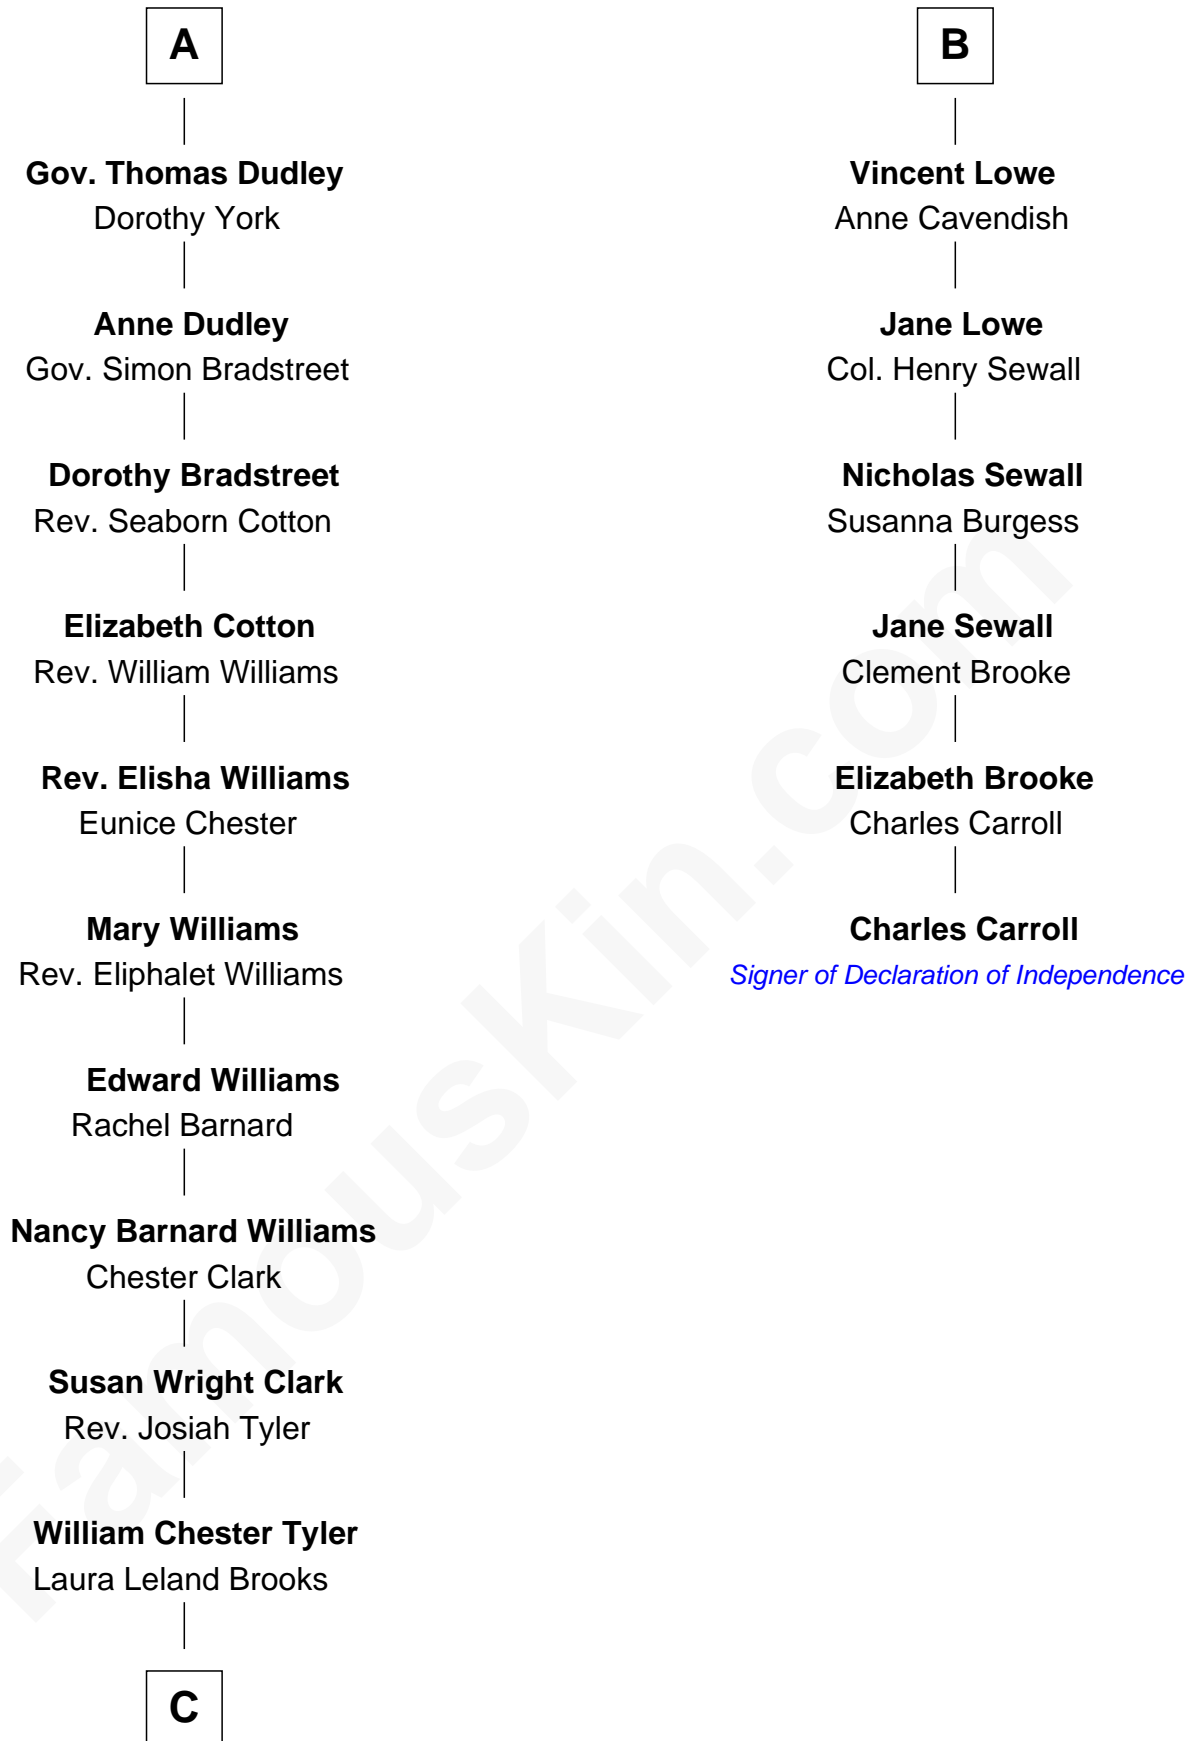 A
Gov. Thomas Dudley
Dorothy York
Anne Dudley
Gov. Simon Bradstreet
Dorothy Bradstreet
Rev. Seaborn Cotton
Elizabeth Cotton
Rev. William Williams
Rev. Elisha Williams
Eunice Chester
Mary Williams
Rev. Eliphalet Williams
Edward Williams
Rachel Barnard
Nancy Barnard Williams
Chester Clark
Susan Wright Clark
Rev. Josiah Tyler
William Chester Tyler
Laura Leland Brooks
C
B
Vincent Lowe
Anne Cavendish
Jane Lowe
Col. Henry Sewall
Nicholas Sewall
Susanna Burgess
Jane Sewall
Clement Brooke
Elizabeth Brooke
Charles Carroll
Charles Carroll
Signer of Declaration of Independence
FamousKin.com